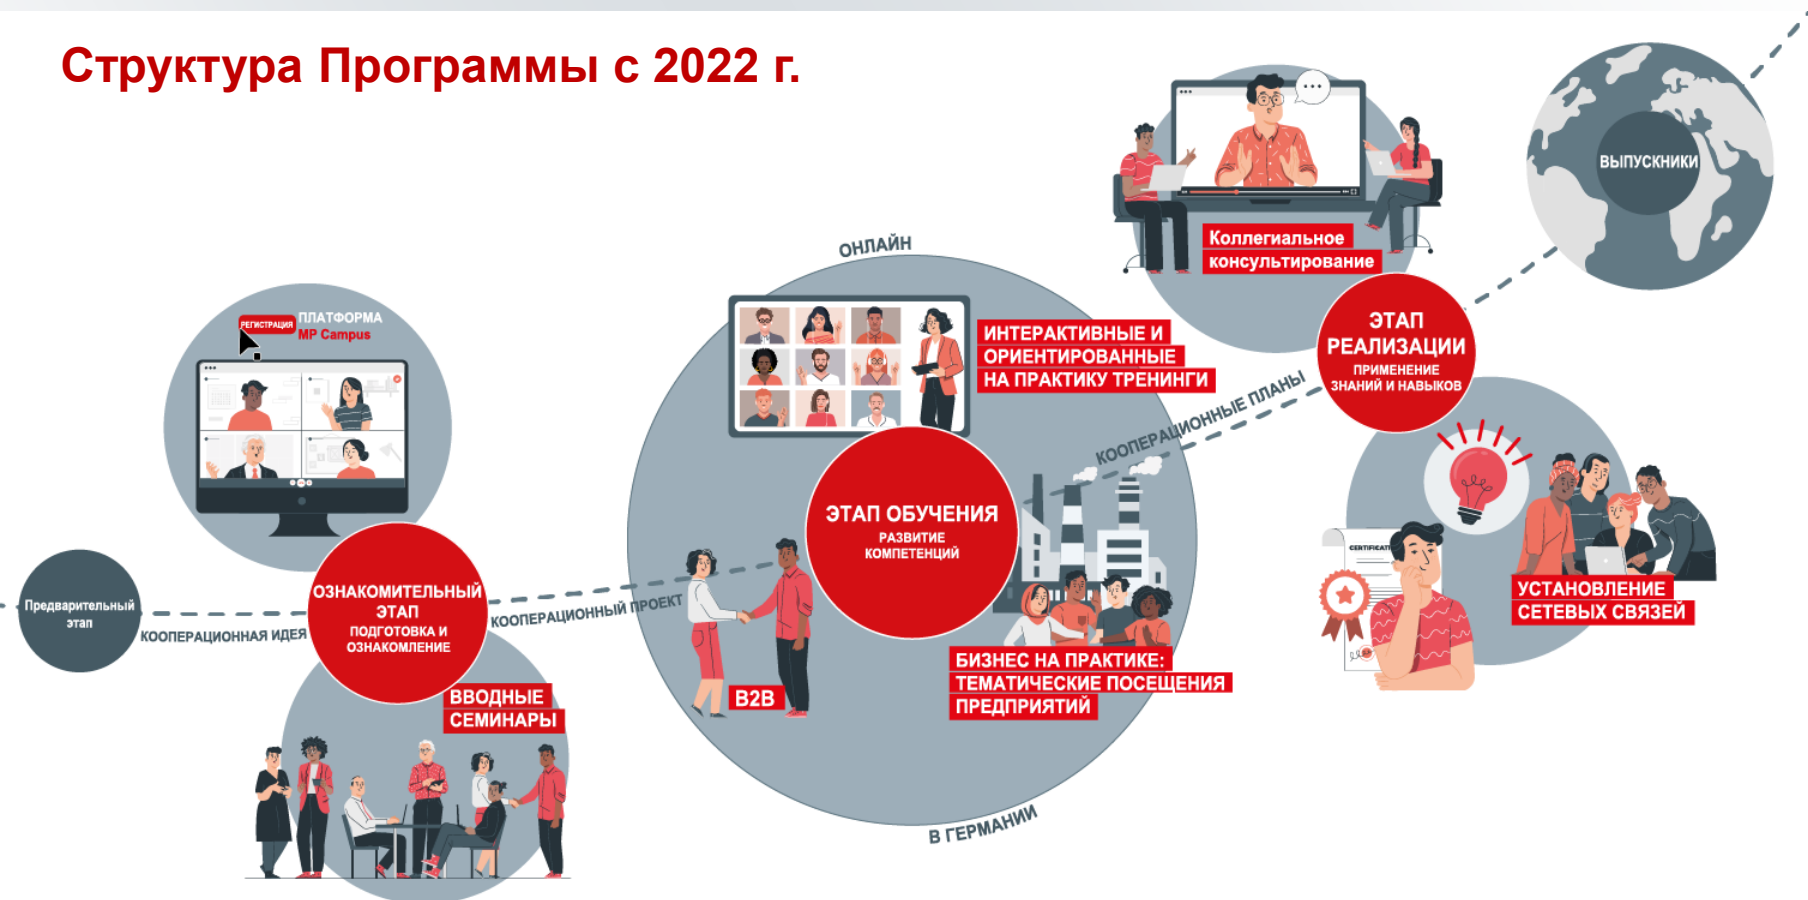 Структура Программы с 2022 г.
Предварительный
этап
КООПЕРАЦИОННАЯ ИДЕЯ
РЕГИСТРАЦИЯ
ПЛАТФОРМА
MP Campus
ОЗНАКОМИТЕЛЬНЫЙ
ЭТАП
ПОДГОТОВКА И
ОЗНАКОМЛЕНИЕ
ВВОДНЫЕ
СЕМИНАРЫ
КООПЕРАЦИОННЫЙ ПРОЕКТ
ОНЛАЙН
ИНТЕРАКТИВНЫЕ И
ОРИЕНТИРОВАННЫЕ
НА ПРАКТИКУ ТРЕНИНГИ
ЭТАП ОБУЧЕНИЯ
РАЗВИТИЕ
КОМПЕТЕНЦИЙ
B2B
БИЗНЕС НА ПРАКТИКЕ:
ТЕМАТИЧЕСКИЕ ПОСЕЩЕНИЯ
ПРЕДПРИЯТИЙ
В ГЕРМАНИИ
КООПЕРАЦИОННЫЕ ПЛАНЫ
Коллегиальное
консультирование
ЭТАП
РЕАЛИЗАЦИИ
ПРИМЕНЕНИЕ
ЗНАНИЙ И НАВЫКОВ
CERTIFICAT
УСТАНОВЛЕНИЕ
СЕТЕВЫХ СВЯЗЕЙ
ВЫПУСКНИКИ